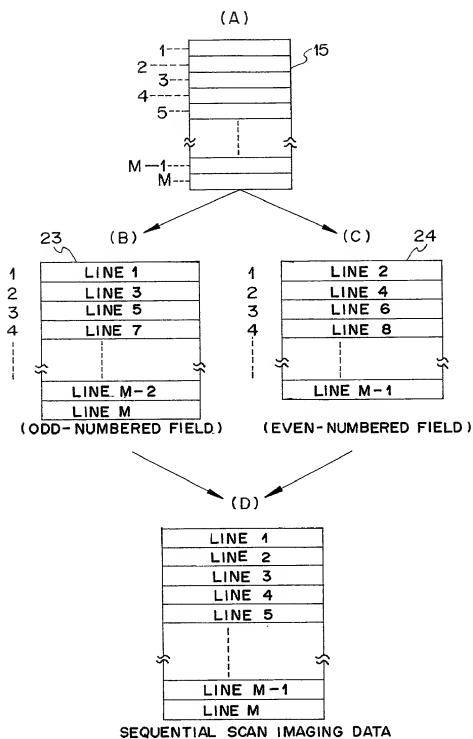 (A)
15
1
2
3
4
5
M-1
M
(B)
(C)
23
24
1 LINE 1
2 LINE 3
3 LINE 5
4 LINE 7
LINE M-2
LINE M
(ODD-NUMBERED FIELD)
1 LINE 2
2 LINE 4
3 LINE 6
4 LINE 8
LINE M-1
(EVEN-NUMBERED FIELD)
(D)
LINE 1
LINE 2
LINE 3
LINE 4
LINE 5
LINE M-1
LINE M
SEQUENTIAL SCAN IMAGING DATA